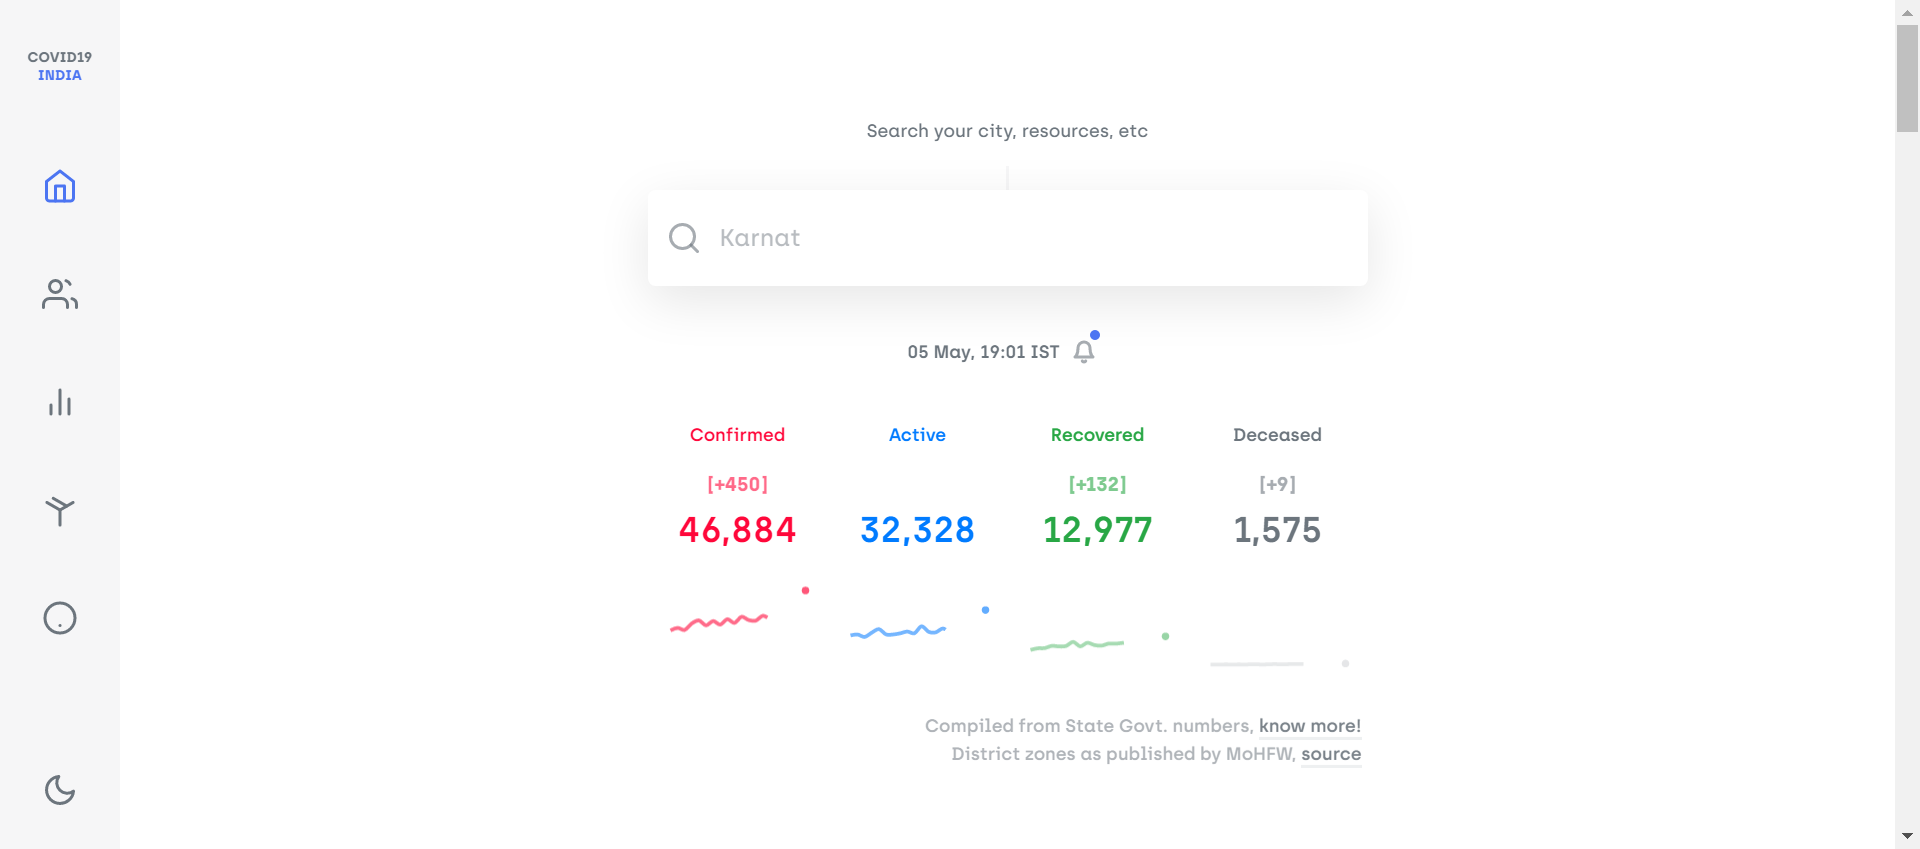 COVID19
INDIA
Search your city, resources, etc
Karnat
05 May, 19:01 IST
Confirmed Active Recovered Deceased
[+450] [+132] [+9]
46,884 32,328 12,977 1,575
Compiled from State Govt. numbers, know more!
District zones as published by MoHFW, source